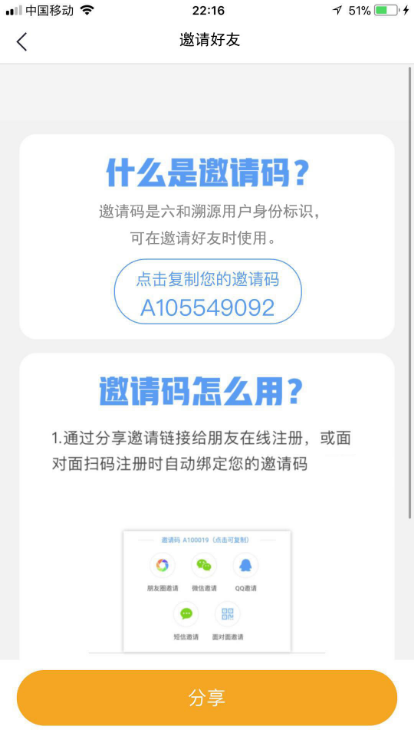 中国移动 22:16 51%
邀请好友
什么是邀请码?
邀请码是六和溯源用户身份标识,
可在邀请好友时使用。
点击复制您的邀请码
A105549092
邀请码怎么用?
1.通过分享邀请链接给朋友在线注册,或面
对面扫码注册时自动绑定您的邀请码
邀请码 A100019(点击可复制)
朋友圈邀请 微信邀请 QQ邀请
短信邀请 面对面邀请
分享